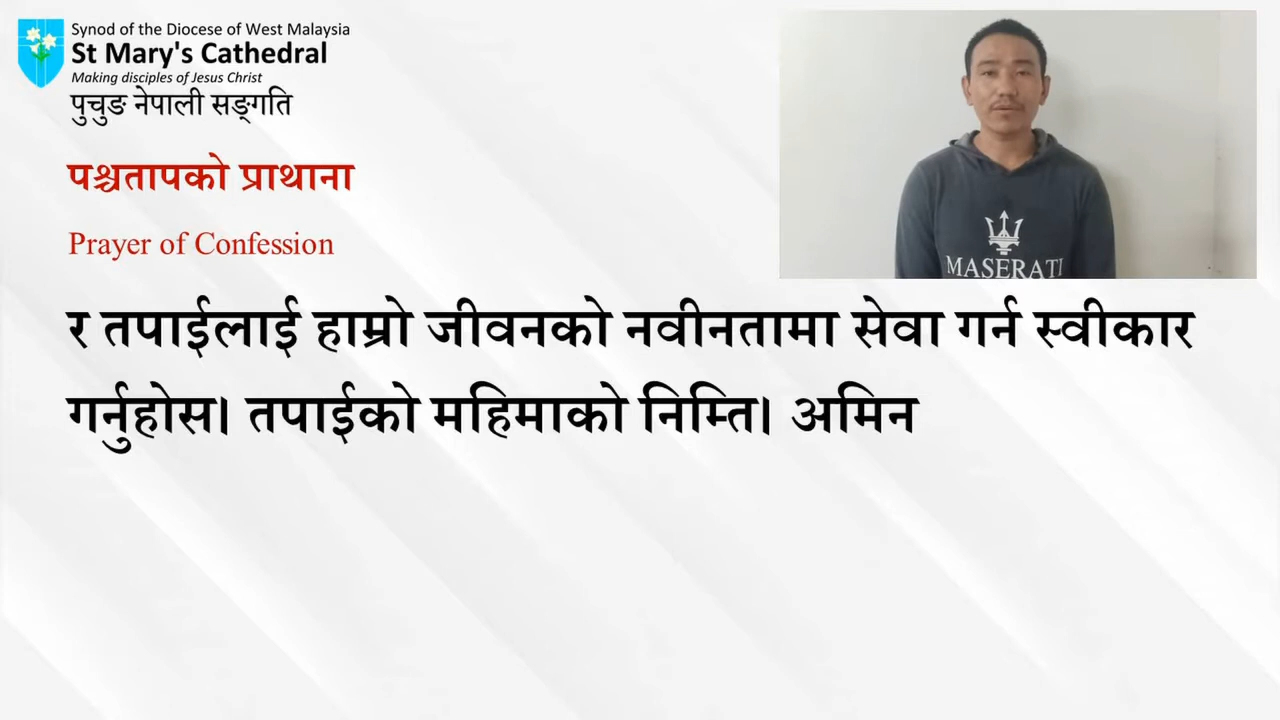 Synod of the Diocese of West Malaysia
St Mary's Cathedral
Making disciples of Jesus Christ
पुचुङ नेपाली सङ्गति
पश्चतापको प्राथाना
Prayer of Confession
MASERATI
र तपाईलाई हाम्रो जीवनको नवीनतामा सेवा गर्न स्वीकार
गर्नुहोस। तपाईको महिमाको निम्ति। अमिन